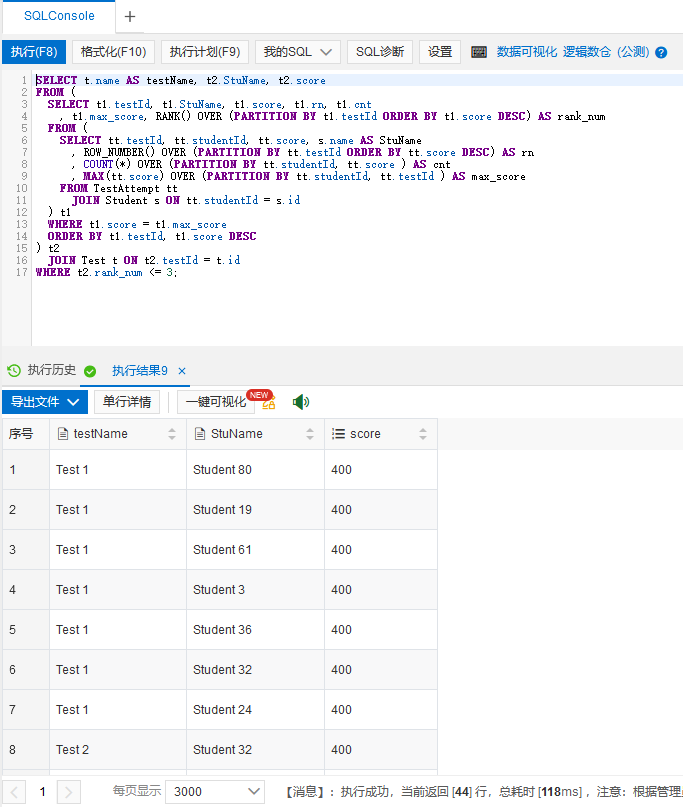 SQLConsole
执行(F8) 格式化(F10) 执行计划(F9) 我的SQL SQL诊断 设置 数据可视化 逻辑数仓 (公测)
1 SELECT t.name AS testName, t2.StuName, t2.score
2 FROM (
3 SELECT t1.testId, t1.StuName, t1.score, t1.rn, t1.cnt
4 , t1.max_score, RANK() OVER (PARTITION BY t1.testId ORDER BY t1.score DESC) AS rank_num
5 FROM (
6 SELECT tt.testId, tt.studentId, tt.score, s.name AS StuName
7 , ROW_NUMBER() OVER (PARTITION BY tt.testId ORDER BY tt.score DESC) AS rn
8 , COUNT(*) OVER (PARTITION BY tt.studentId, tt.score ) AS cnt
9 , MAX(tt.score) OVER (PARTITION BY tt.studentId, tt.testId ) AS max_score
10 FROM TestAttempt tt
11 JOIN Student s ON tt.studentId = s.id
12 ) t1
13 WHERE t1.score = t1.max_score
14 ORDER BY t1.testId, t1.score DESC
15 ) t2
16 JOIN Test t ON t2.testId = t.id
17 WHERE t2.rank_num <= 3;
执行历史 执行结果9 ×
导出文件 单行详情 一键可视化 NEW
序号 testName StuName score
1 Test 1 Student 80 400
2 Test 1 Student 19 400
3 Test 1 Student 61 400
4 Test 1 Student 3 400
5 Test 1 Student 36 400
6 Test 1 Student 32 400
7 Test 1 Student 24 400
8 Test 2 Student 32 400
1 每页显示 3000 【消息】：执行成功，当前返回 [44] 行，总耗时 [118ms] ，注意：根据管理